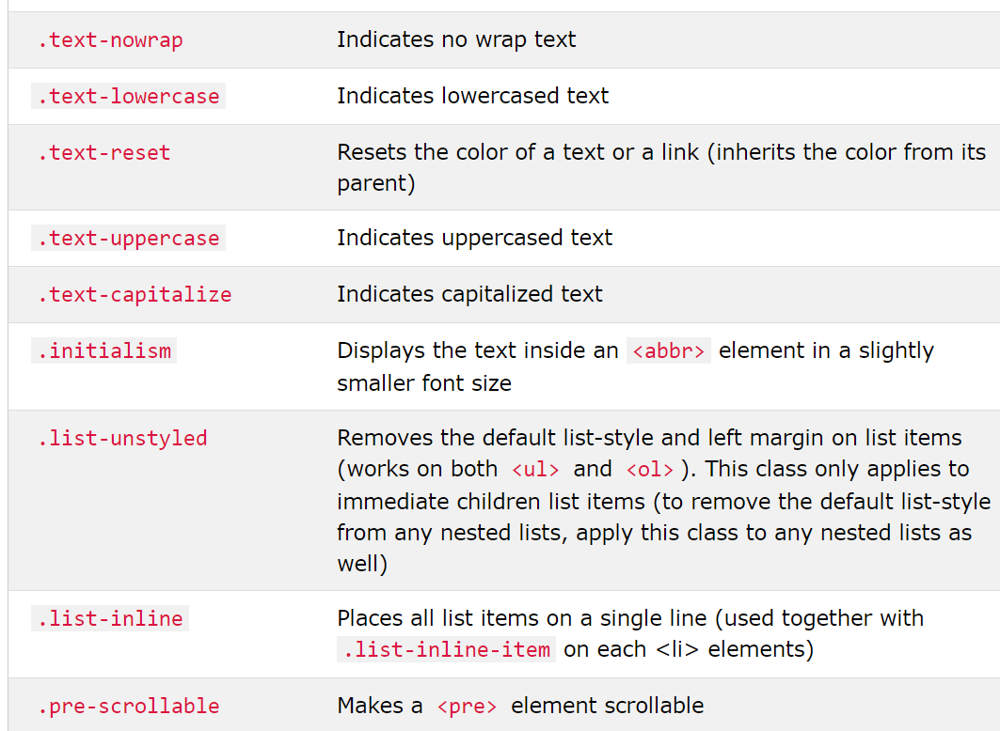 .text-nowrap Indicates no wrap text
.text-lowercase Indicates lowercased text
.text-reset Resets the color of a text or a link (inherits the color from its
parent)
.text-uppercase Indicates uppercased text
.text-capitalize Indicates capitalized text
.initialism Displays the text inside an <abbr> element in a slightly
smaller font size
.list-unstyled Removes the default list-style and left margin on list items
(works on both <ul> and <ol>). This class only applies to
immediate children list items (to remove the default list-style
from any nested lists, apply this class to any nested lists as
well)
.list-inline Places all list items on a single line (used together with
.list-inline-item on each <li> elements)
.pre-scrollable Makes a <pre> element scrollable